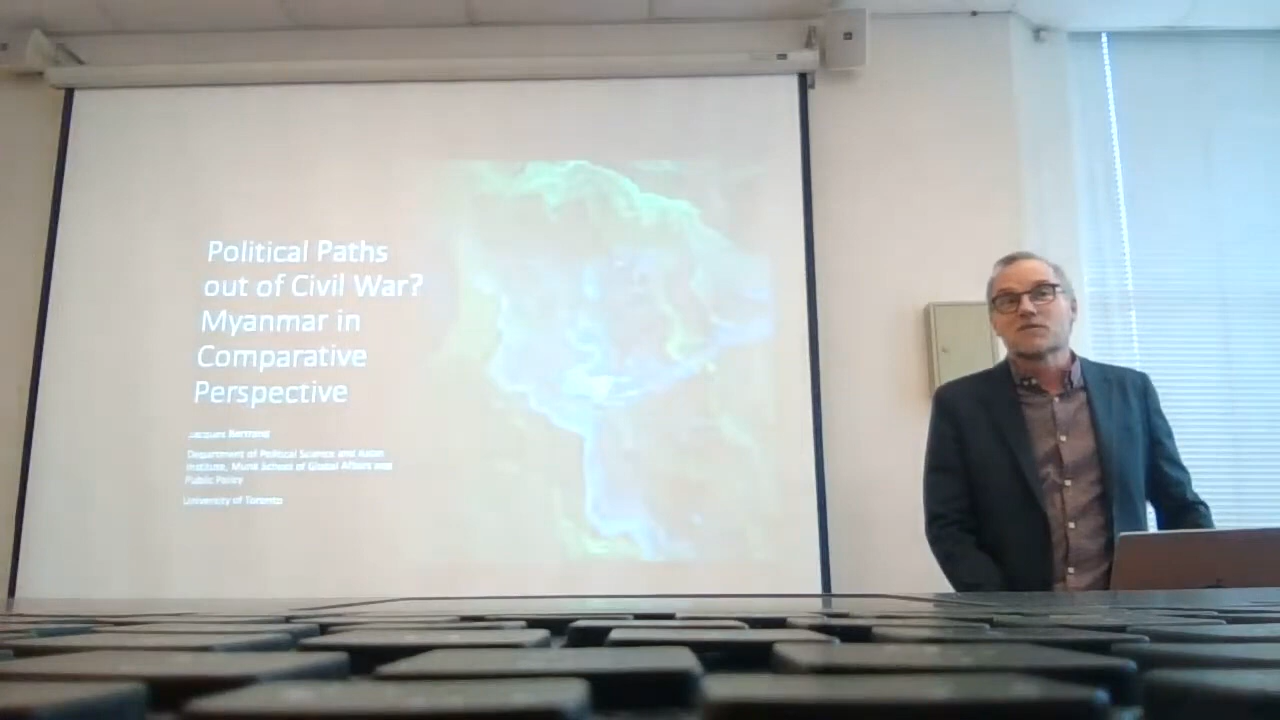 Political Paths
out of Civil War?
Myanmar in
Comparative
Perspective
Jacques Bertrand
Department of Political Science and Asian
Institute, Munk School of Global Affairs and
Public Policy
University of Toronto